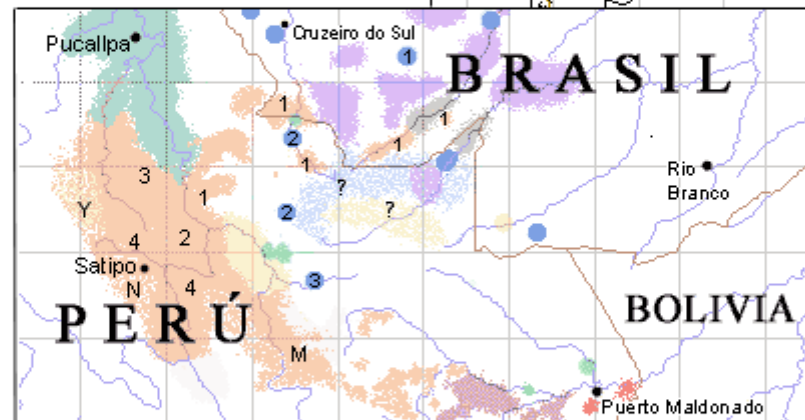 Pucallpa
Cruzeiro do Sul
1
BRASIL
1
1
2
1
1
?
3
1
Rio
Branco
Y
2
?
4
2
Satipo
3
N
4
PERÚ
BOLIVIA
M
Puerto Maldonado